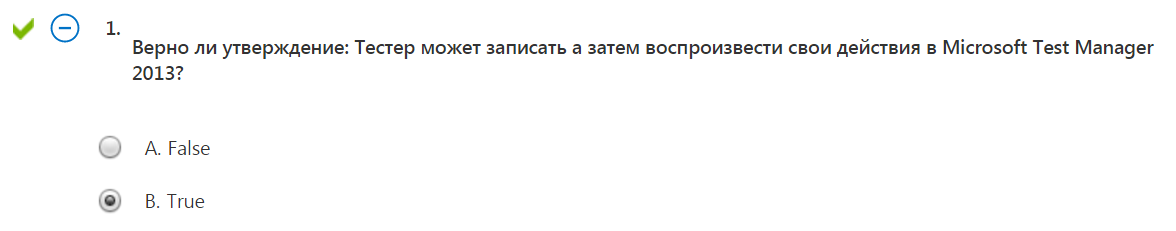 1.
Верно ли утверждение: Тестер может записать а затем воспроизвести свои действия в Microsoft Test Manager
2013?
A. False
B. True